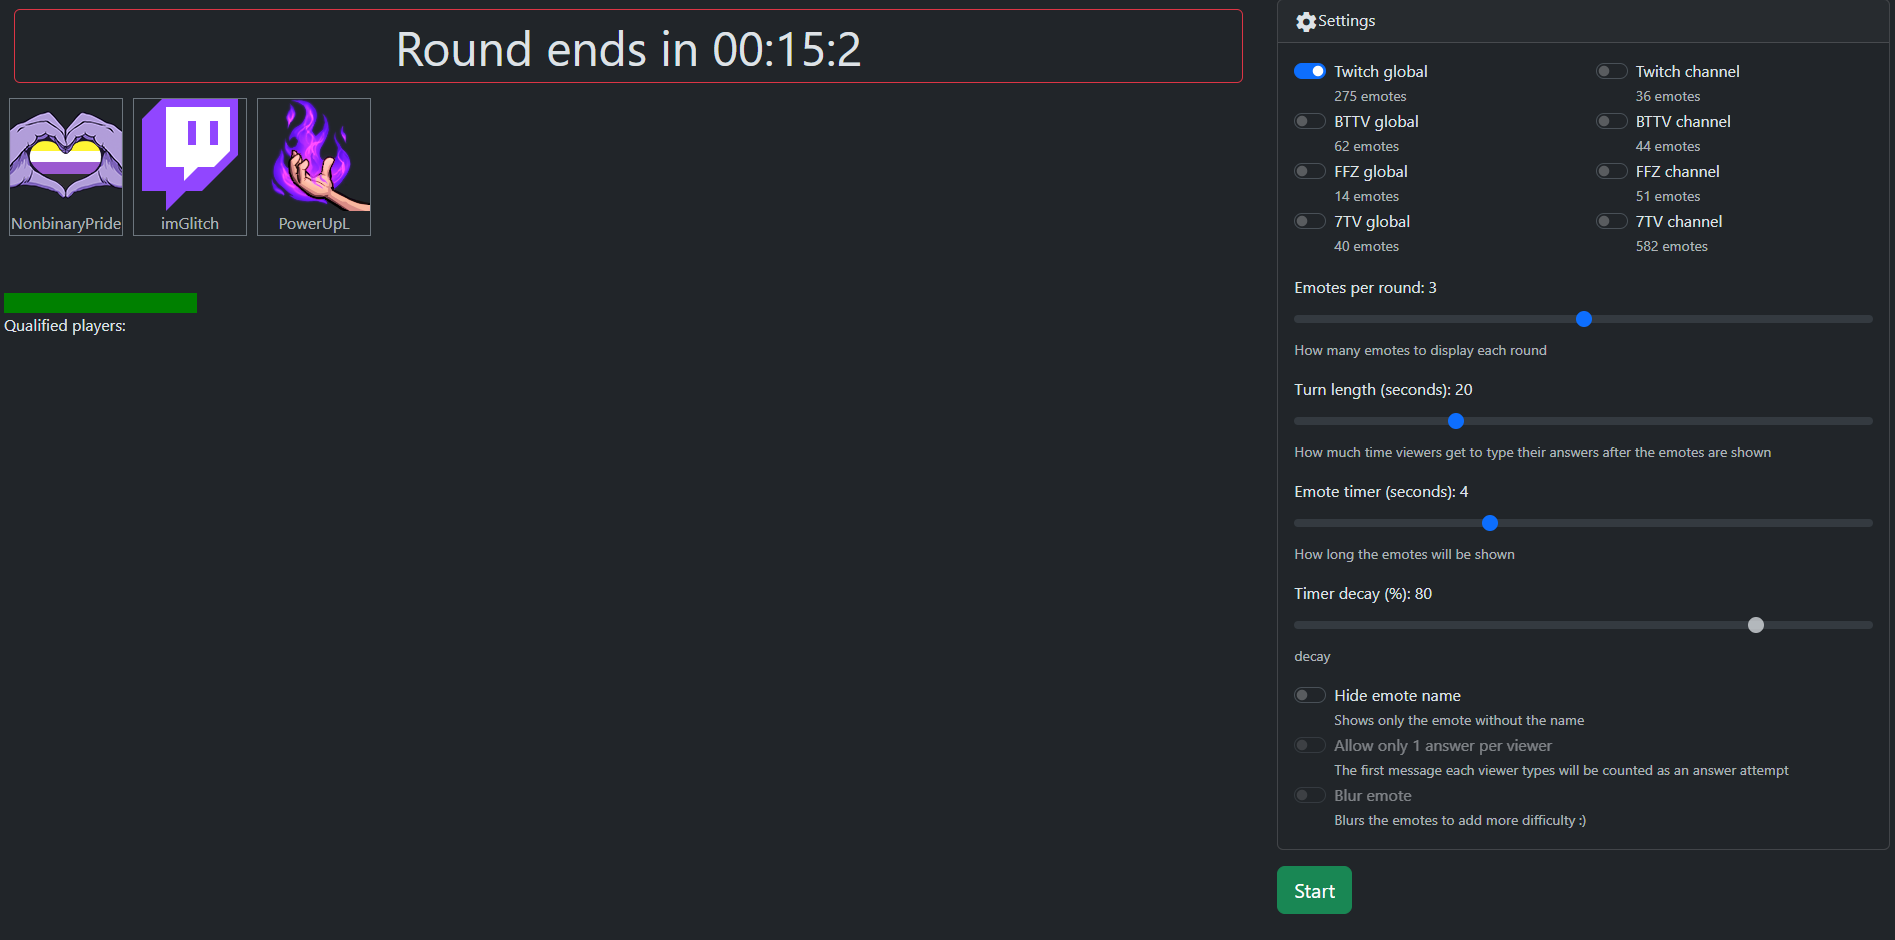 Round ends in 00:15:2
NonbinaryPride
imGlitch
PowerUpL
Qualified players:
Settings
Twitch global
275 emotes
Twitch channel
36 emotes
BTTV global
62 emotes
BTTV channel
44 emotes
FFZ global
14 emotes
FFZ channel
51 emotes
7TV global
40 emotes
7TV channel
582 emotes
Emotes per round: 3
How many emotes to display each round
Turn length (seconds): 20
How much time viewers get to type their answers after the emotes are shown
Emote timer (seconds): 4
How long the emotes will be shown
Timer decay (%): 80
decay
Hide emote name
Shows only the emote without the name
Allow only 1 answer per viewer
The first message each viewer types will be counted as an answer attempt
Blur emote
Blurs the emotes to add more difficulty :)
Start